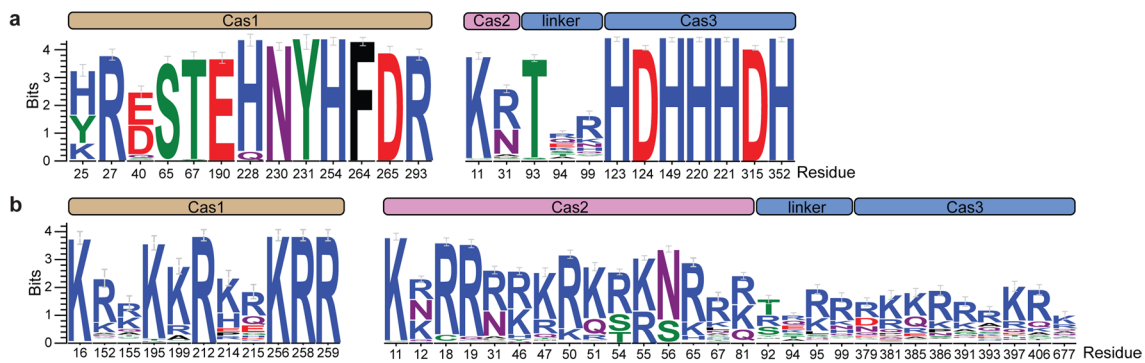 a Cas1 Cas2 linker Cas3
Bits
4
3
2
1
0
H R E S T E H N Y H F D R K R T R H D H H H D H
Y D Q N
K
25 27 40 65 67 190 228 230 231 254 264 265 293 11 31 93 94 99 123 124 149 220 221 315 352 Residue
b Cas1 Cas2 linker Cas3
Bits
4
3
2
1
0
K R R K K R K R K R R K R R R R R K R K R K N R R R T R R R R K K R R R K R R
16 152 155 195 199 212 214 215 256 258 259 11 12 18 19 31 46 47 50 51 54 55 56 65 67 81 92 94 95 99 379 381 385 386 391 393 397 400 677 Residue